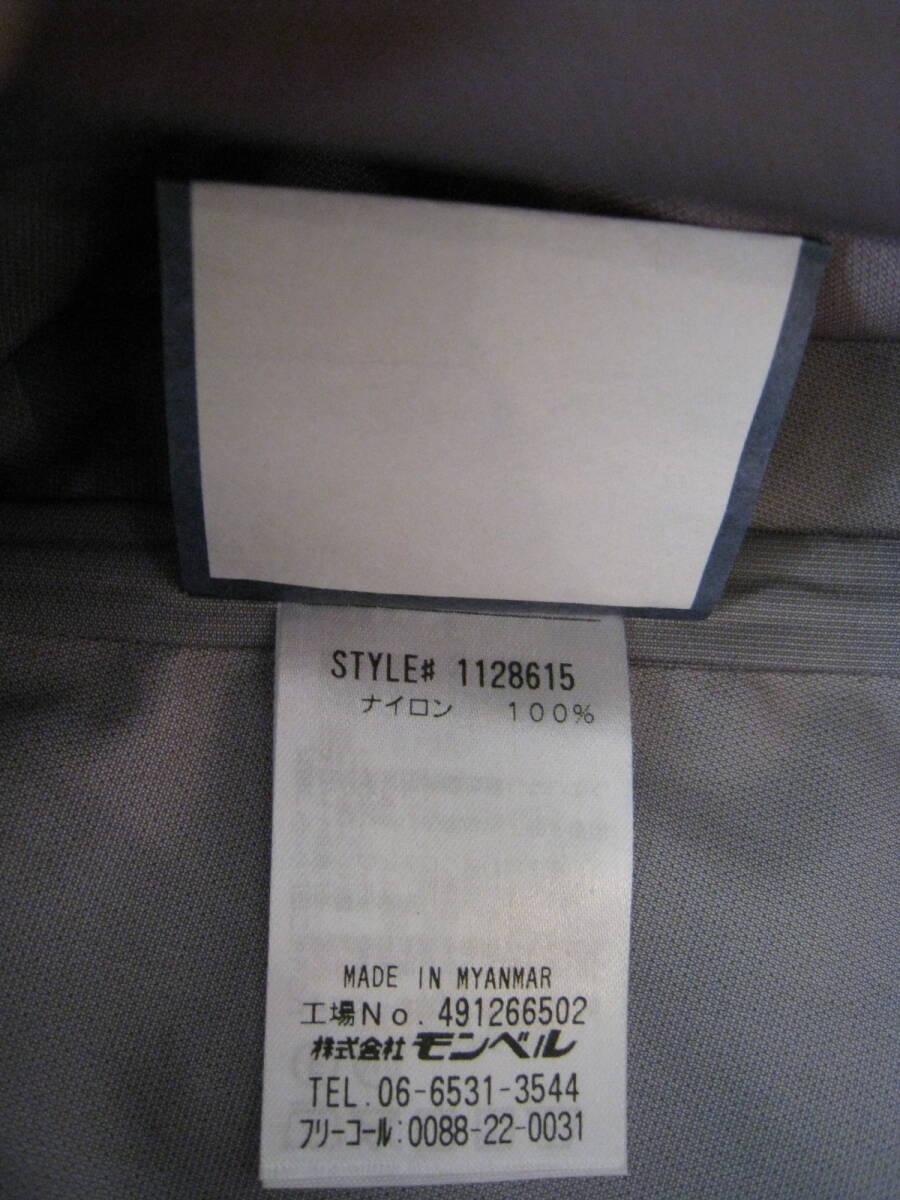 STYLE# 1128615
ナイロン 100%
MADE IN MYANMAR
工場No. 491266502
株式会社 モンベル
TEL.06-6531-3544
フリーコール:0088-22-0031